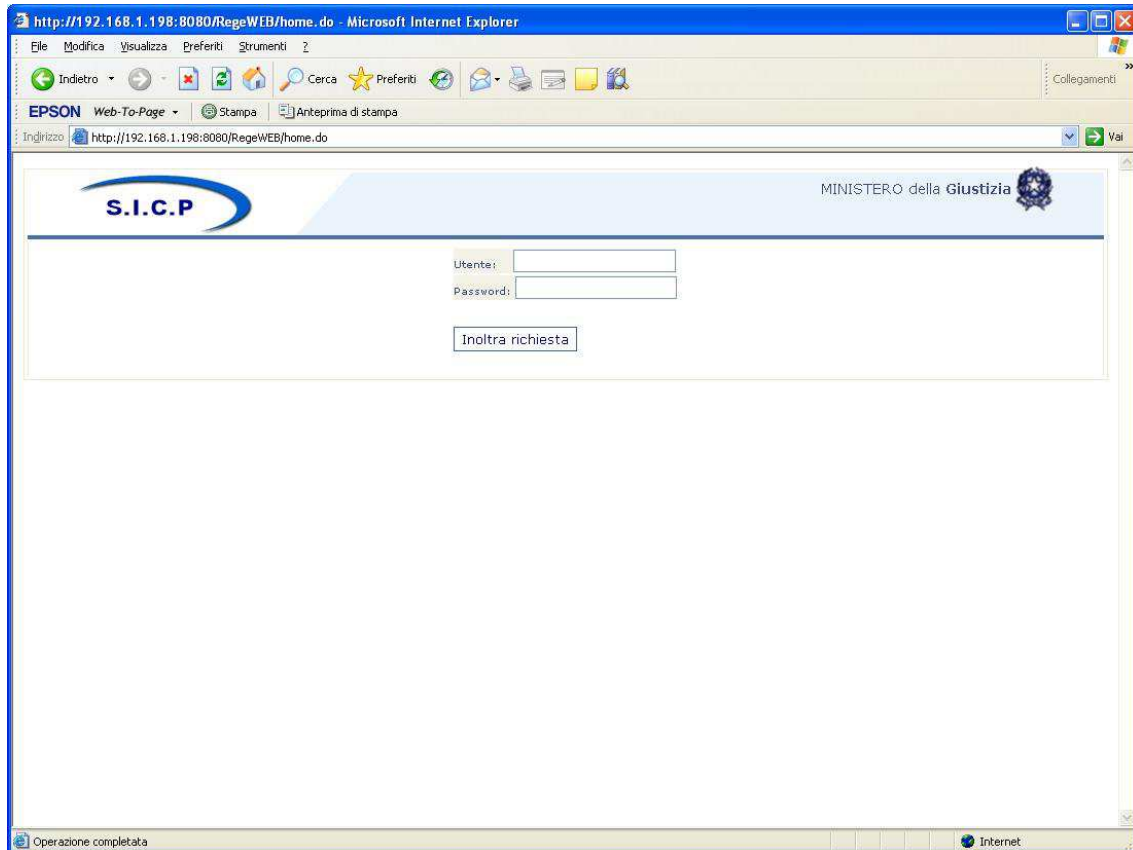 http://192.168.1.198:8080/RegeWEB/home.do - Microsoft Internet Explorer
File Modifica Visualizza Preferiti Strumenti ?
Indietro Cerca Preferiti Collegamenti »
EPSON Web-To-Page Stampa Anteprima di stampa
Indirizzo http://192.168.1.198:8080/RegeWEB/home.do Vai
S.I.C.P MINISTERO della Giustizia
Utente:
Password:
Inoltra richiesta
Operazione completata Internet